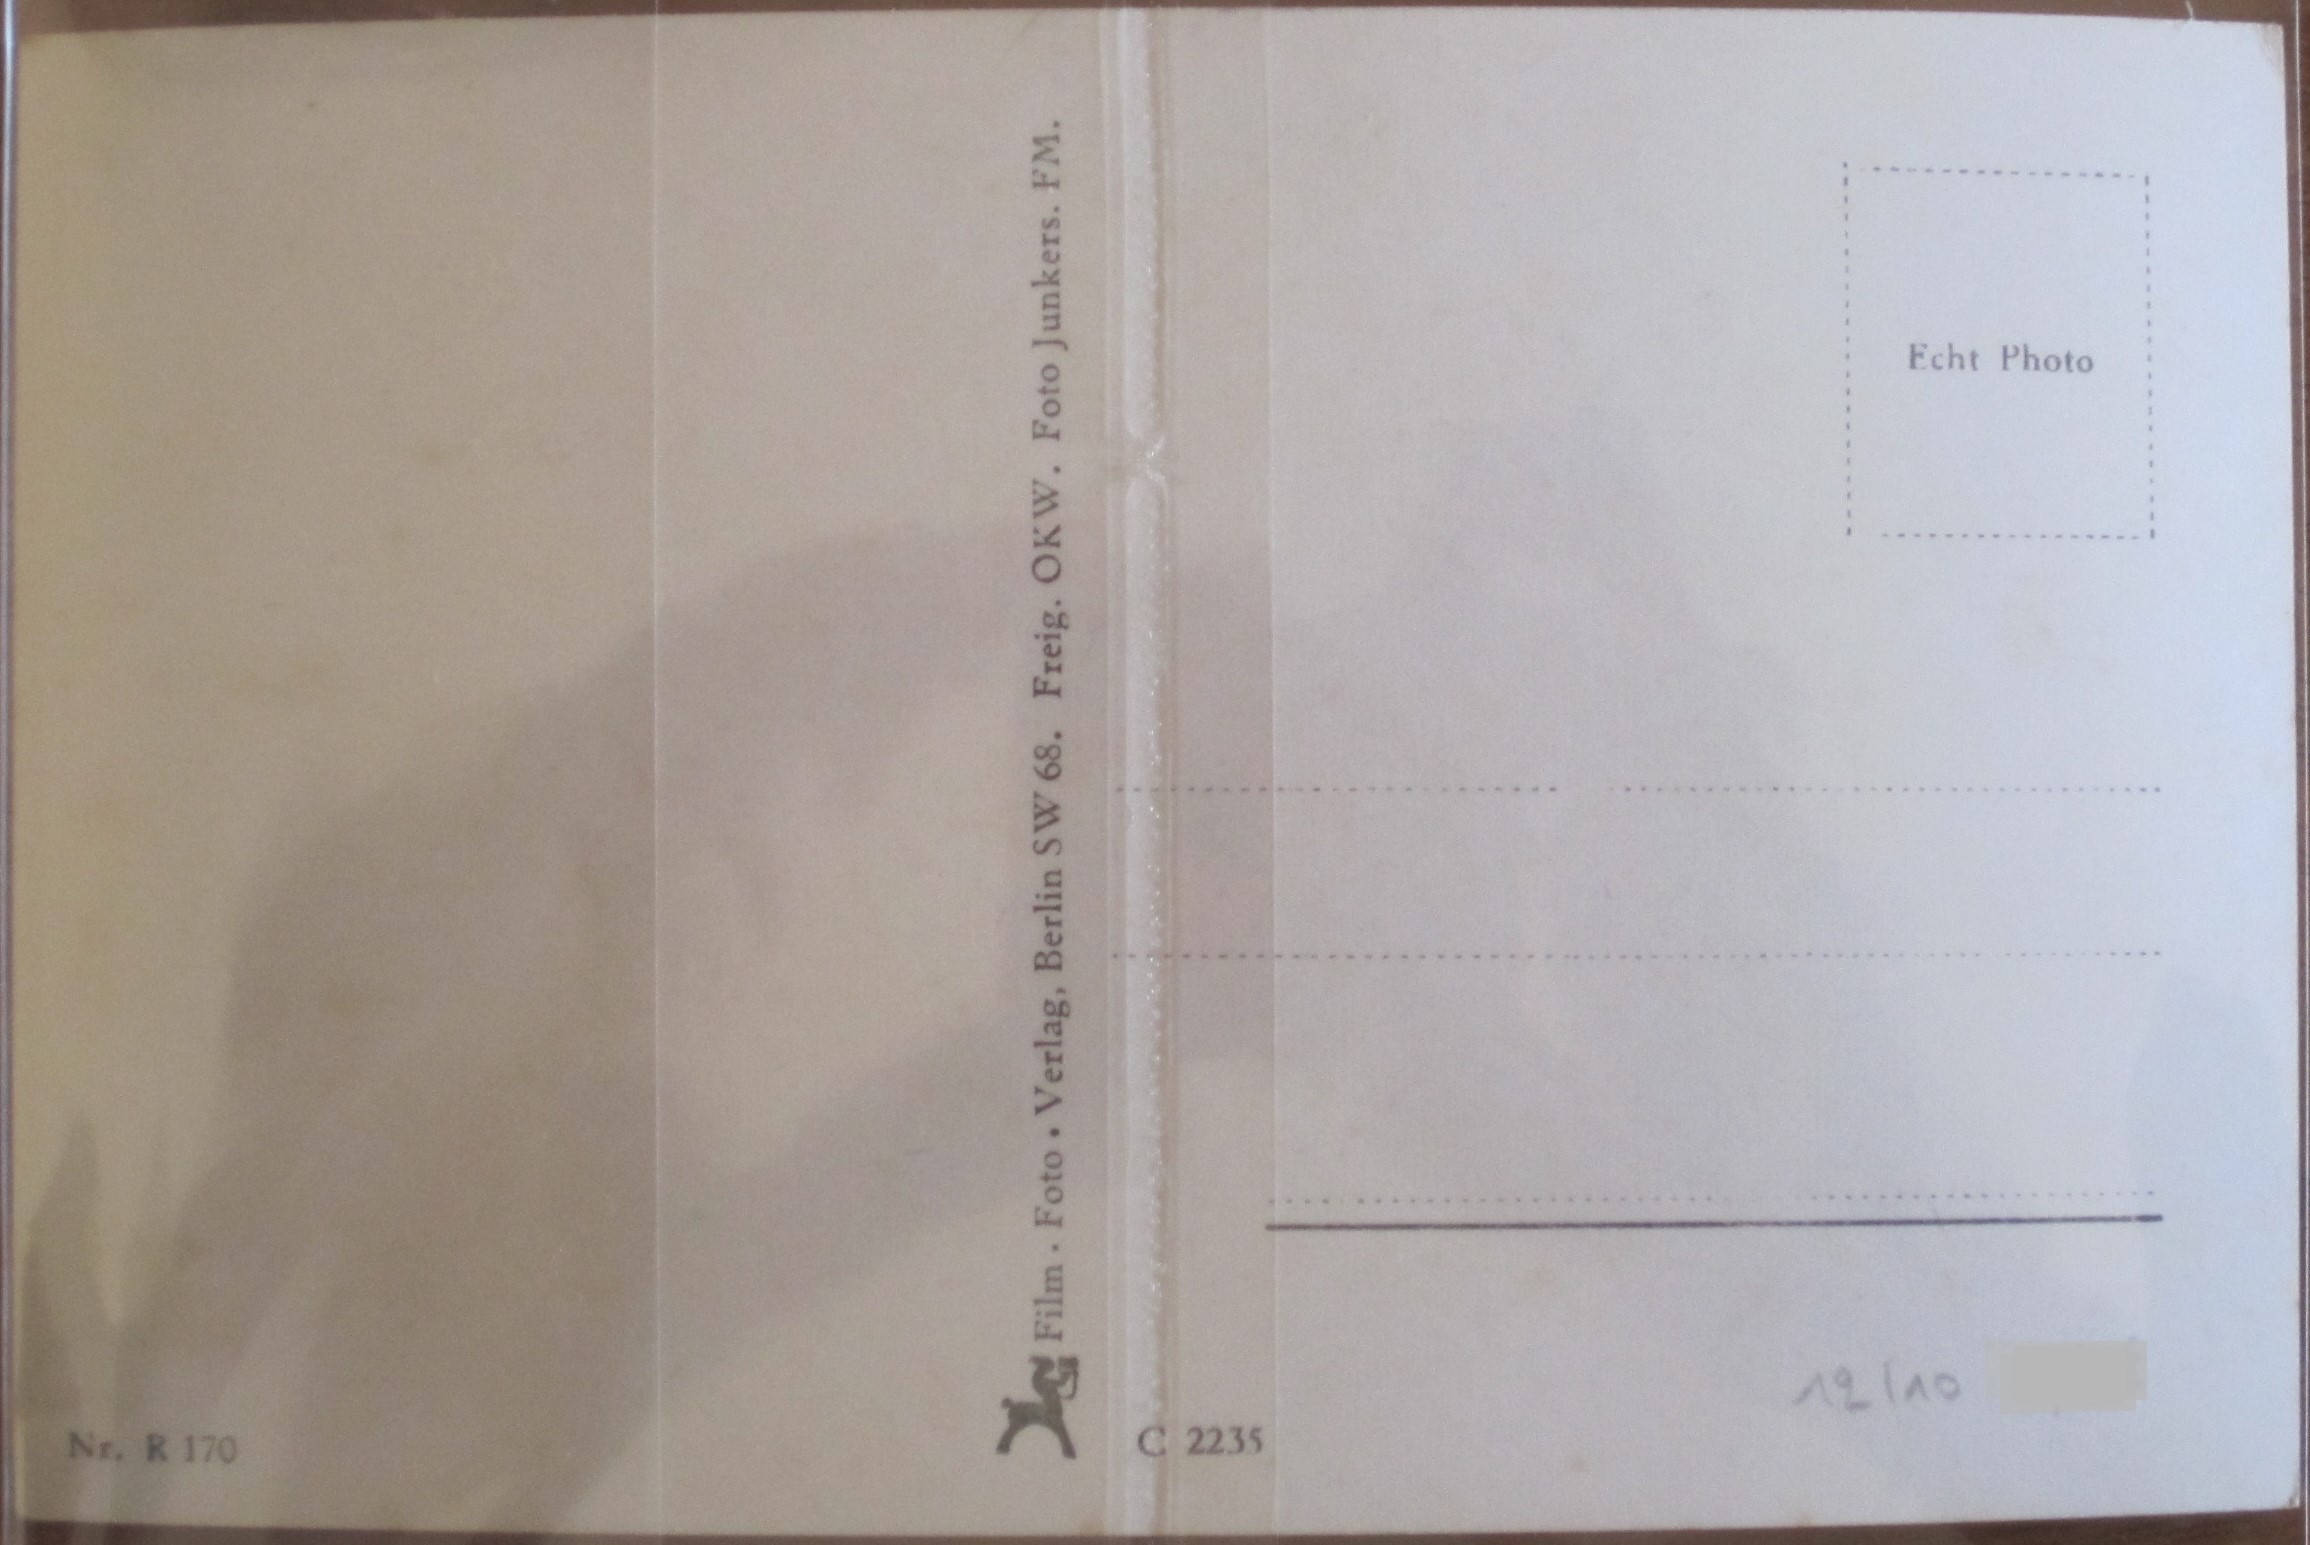 Echt Photo
Film · Foto • Verlag, Berlin SW 68. Freig. OKW. Foto Junkers. FM.
Nr. R 170
C 2235
12/10